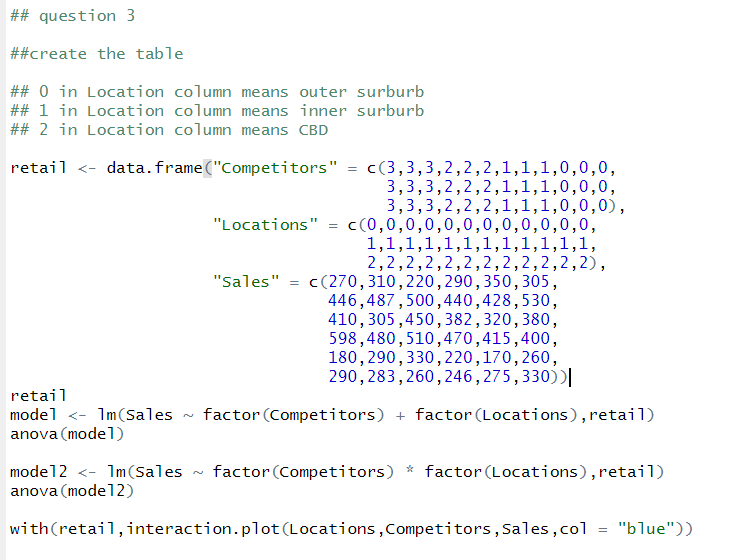 ## question 3
##create the table
## 0 in Location column means outer surburb
## 1 in Location column means inner surburb
## 2 in Location column means CBD
retail <- data.frame("Competitors" = c(3,3,3,2,2,2,1,1,1,0,0,0,
3,3,3,2,2,2,1,1,1,0,0,0,
3,3,3,2,2,2,1,1,1,0,0,0),
"Locations" = c(0,0,0,0,0,0,0,0,0,0,0,0,
1,1,1,1,1,1,1,1,1,1,1,1,
2,2,2,2,2,2,2,2,2,2,2,2),
"Sales" = c(270,310,220,290,350,305,
446,487,500,440,428,530,
410,305,450,382,320,380,
598,480,510,470,415,400,
180,290,330,220,170,260,
290,283,260,246,275,330))
retail
model <- lm(Sales ~ factor(Competitors) + factor(Locations),retail)
anova(model)
model2 <- lm(Sales ~ factor(Competitors) * factor(Locations),retail)
anova(model2)
with(retail,interaction.plot(Locations,Competitors,Sales,col = "blue"))